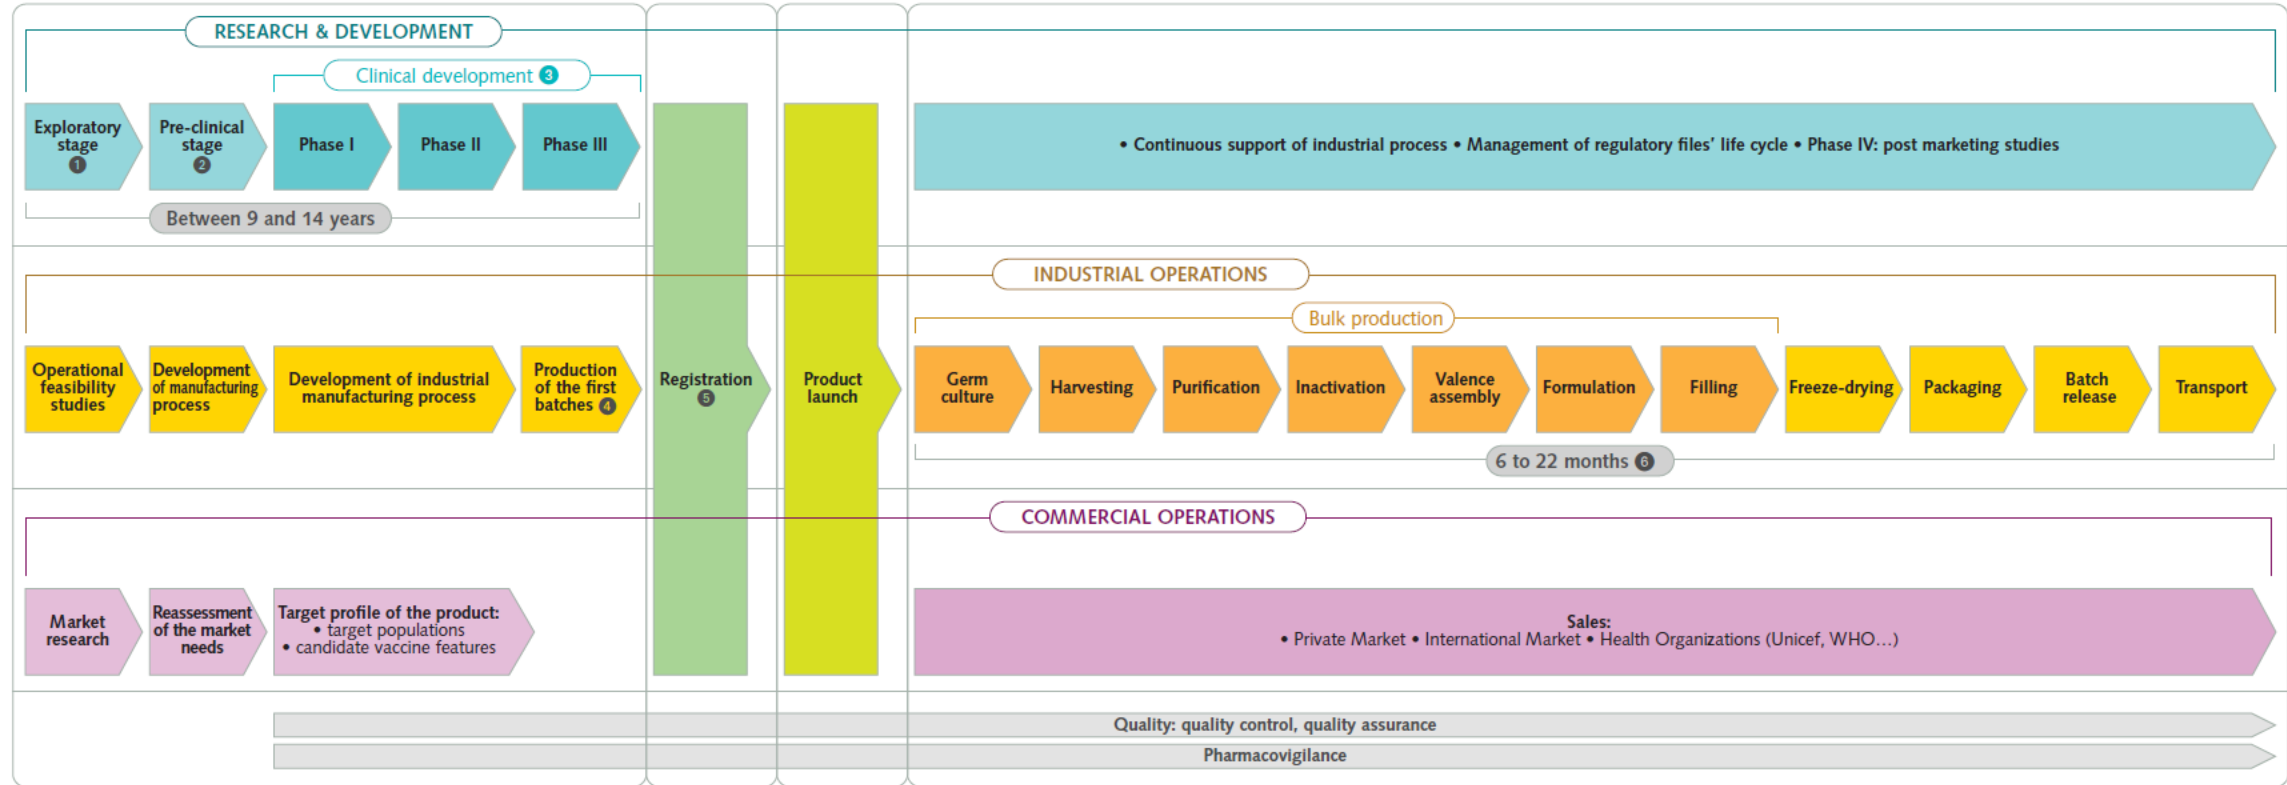 RESEARCH & DEVELOPMENT
Clinical development 3
Exploratory
stage
1
Pre-clinical
stage
2
Phase I
Phase II
Phase III
• Continuous support of industrial process • Management of regulatory files' life cycle • Phase IV: post marketing studies
Between 9 and 14 years
INDUSTRIAL OPERATIONS
Bulk production
Operational
feasibility
studies
Development
of manufacturing
process
Development of industrial
manufacturing process
Production
of the first
batches 4
Registration
5
Product
launch
Germ
culture
Harvesting
Purification
Inactivation
Valence
assembly
Formulation
Filling
Freeze-drying
Packaging
Batch
release
Transport
6 to 22 months 6
COMMERCIAL OPERATIONS
Market
research
Reassessment
of the market
needs
Target profile of the product:
• target populations
• candidate vaccine features
Sales:
• Private Market • International Market • Health Organizations (Unicef, WHO...)
Quality: quality control, quality assurance
Pharmacovigilance